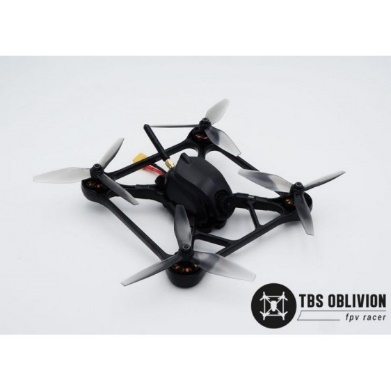 TBS OBLIVION
fpv racer